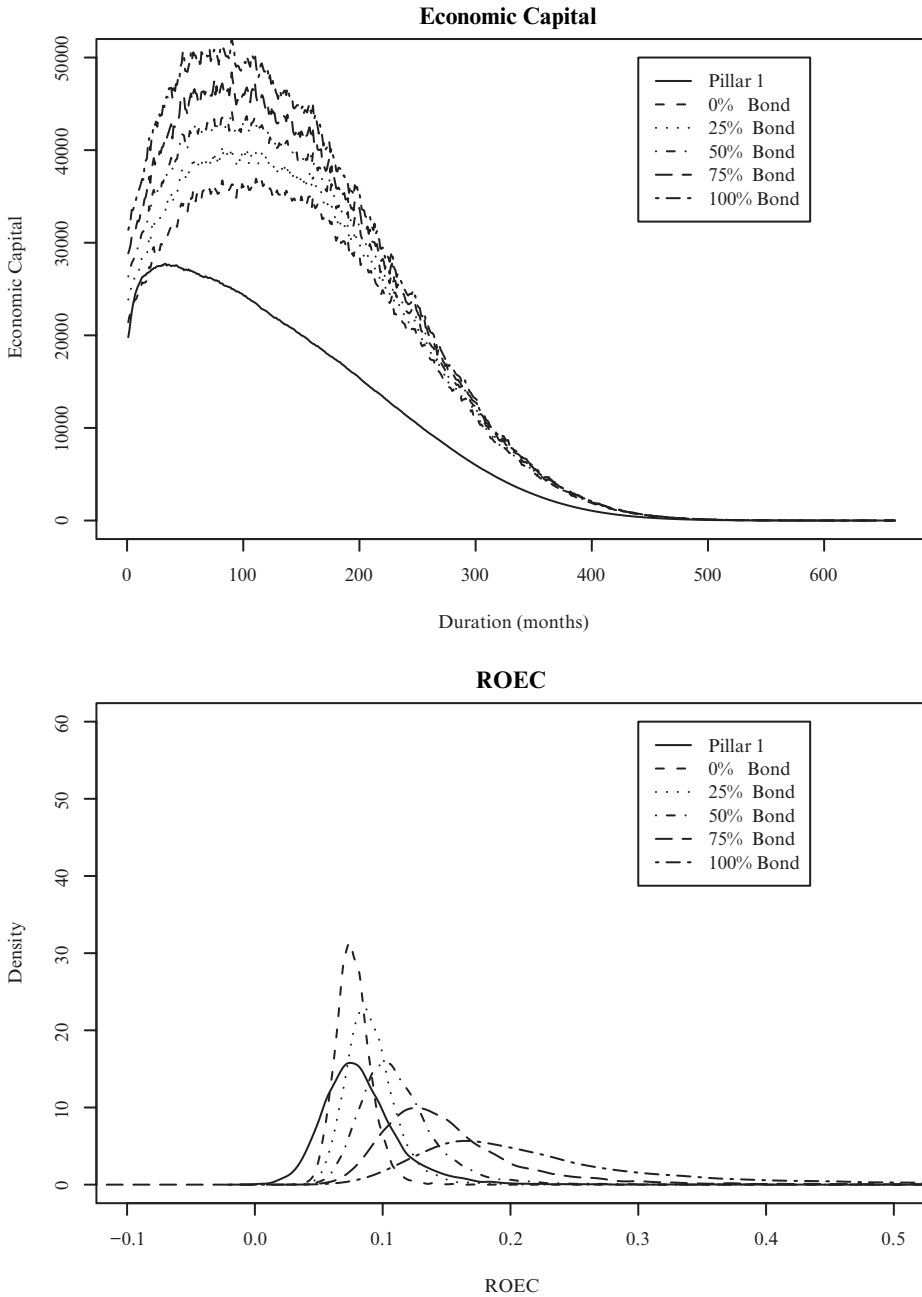 Economic Capital
Economic Capital
50000
40000
30000
20000
10000
0
Pillar 1
0% Bond
25% Bond
50% Bond
75% Bond
100% Bond
0 100 200 300 400 500 600
Duration (months)
ROEC
Density
60
50
40
30
20
10
0
Pillar 1
0% Bond
25% Bond
50% Bond
75% Bond
100% Bond
−0.1 0.0 0.1 0.2 0.3 0.4 0.5
ROEC